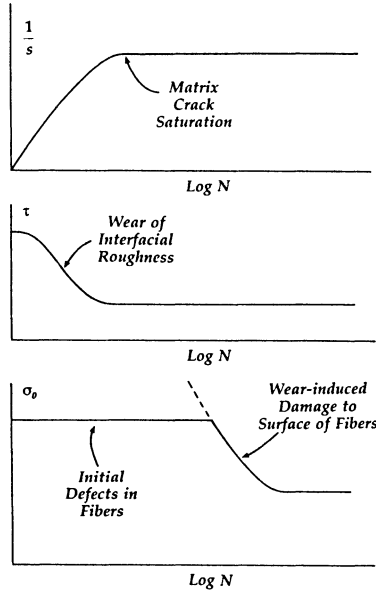 1
s
Matrix
Crack
Saturation
Log N
τ
Wear of
Interfacial
Roughness
Log N
σ₀
Wear-induced
Damage to
Surface of Fibers
Initial
Defects in
Fibers
Log N